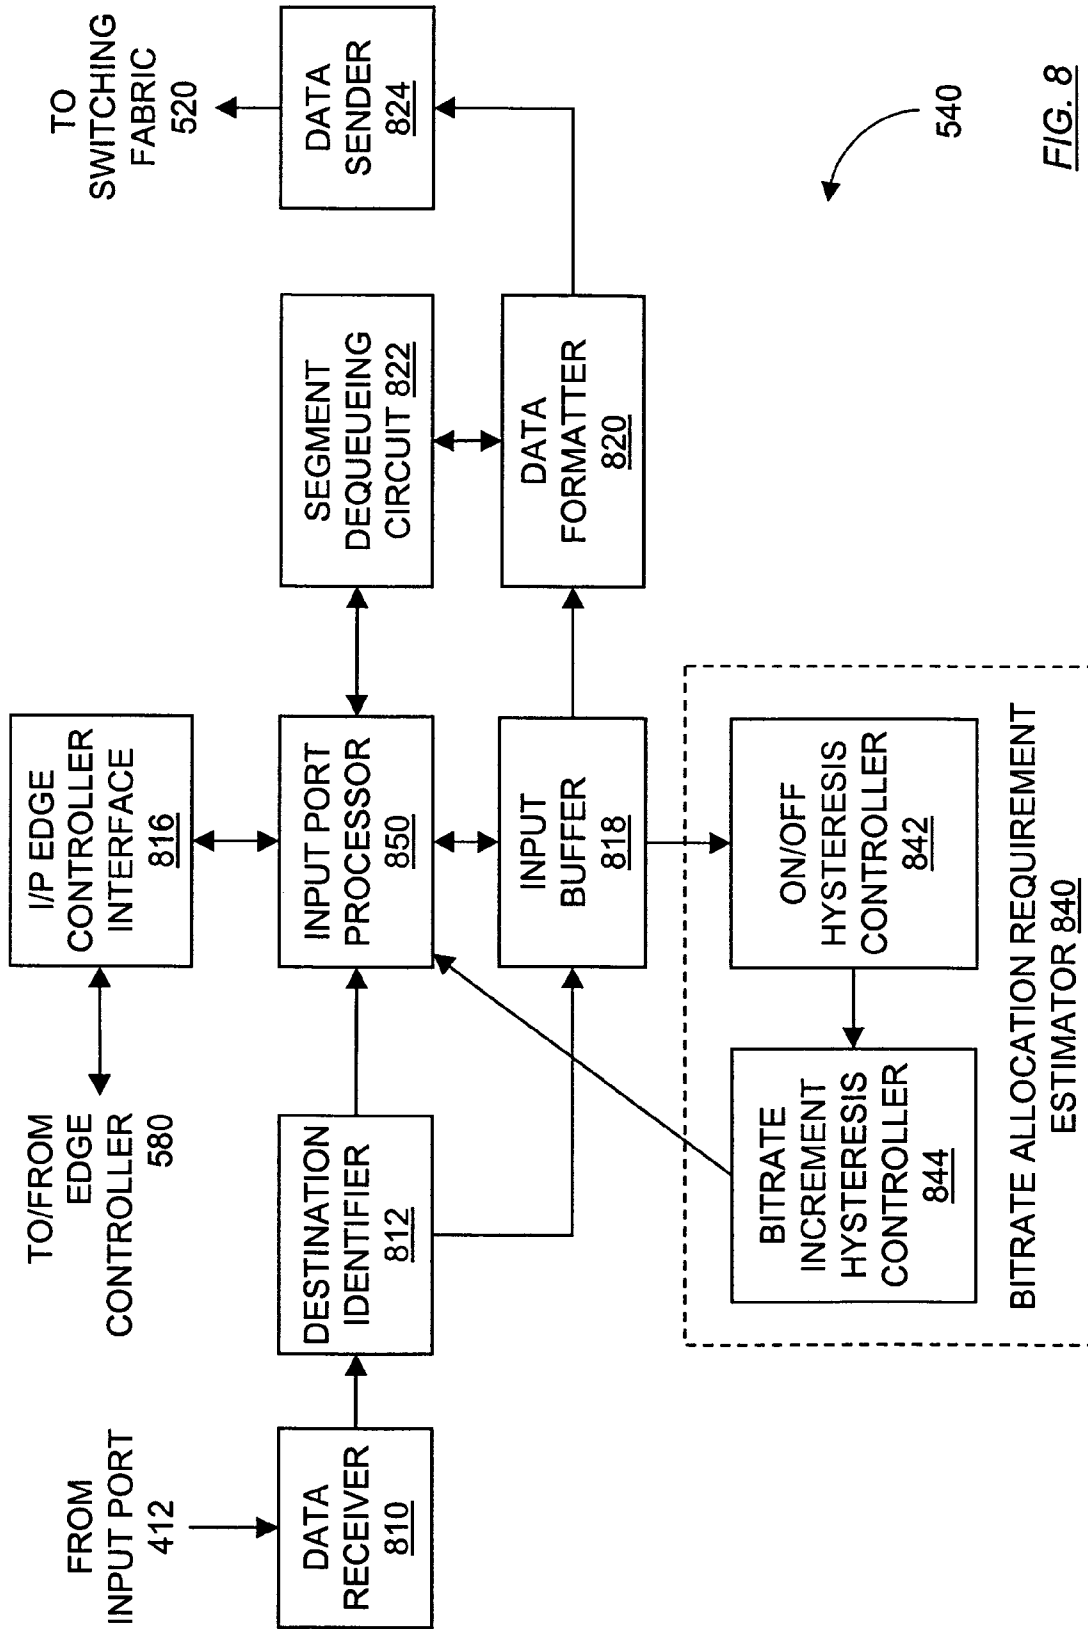 FROM
INPUT PORT
412
DATA
RECEIVER
810
TO/FROM
EDGE
CONTROLLER
580
DESTINATION
IDENTIFIER
812
I/P EDGE
CONTROLLER
INTERFACE
816
INPUT PORT
PROCESSOR
850
INPUT
BUFFER
818
SEGMENT
DEQUEUEING
CIRCUIT 822
DATA
FORMATTER
820
TO
SWITCHING
FABRIC
520
DATA
SENDER
824
BITRATE
INCREMENT
HYSTERESIS
CONTROLLER
844
ON/OFF
HYSTERESIS
CONTROLLER
842
BITRATE ALLOCATION REQUIREMENT
ESTIMATOR 840
540
FIG. 8